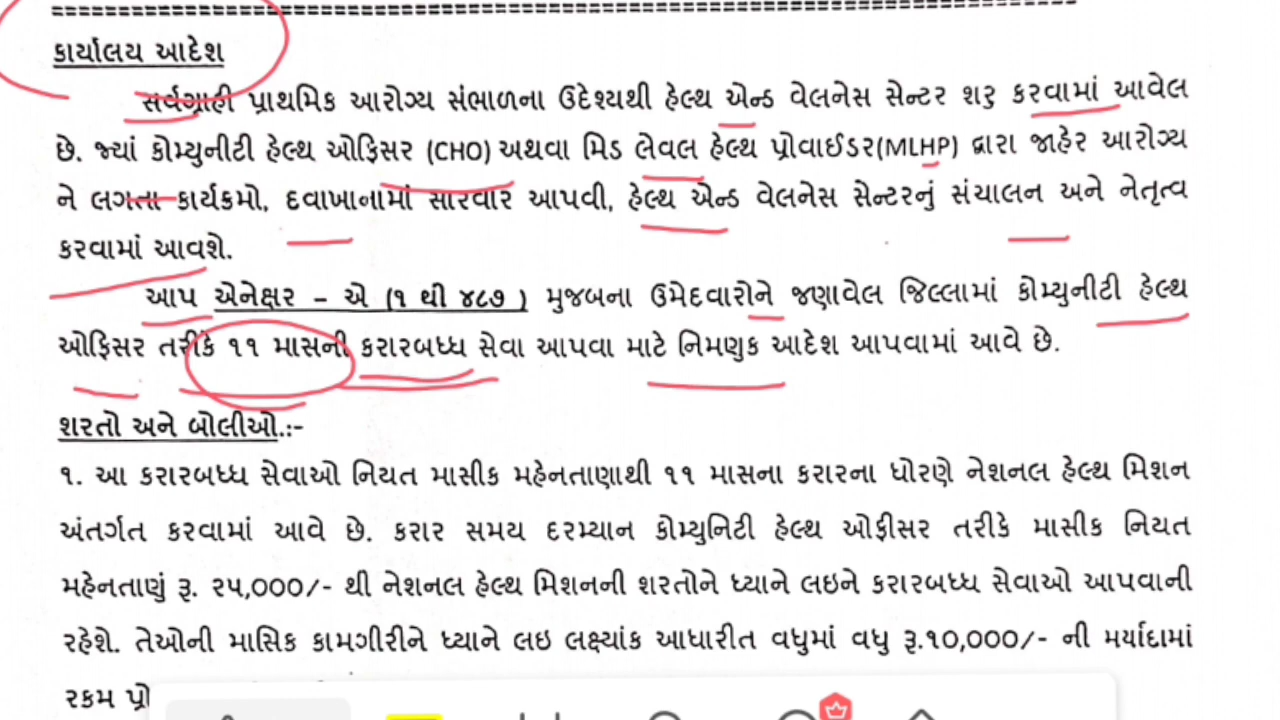 કાર્યાલય આદેશ
સર્વગ્રાહી પ્રાથમિક આરોગ્ય સંભાળના ઉદેશ્યથી હેલ્થ એન્ડ વેલનેસ સેન્ટર શરુ કરવામાં આવેલ
છે. જ્યાં કોમ્યુનીટી હેલ્થ ઓફિસર (CHO) અથવા મિડ લેવલ હેલ્થ પ્રોવાઈડર(MLHP) દ્વારા જાહેર આરોગ્ય
ને લગતા કાર્યક્રમો, દવાખાનામાં સારવાર આપવી, હેલ્થ એન્ડ વેલનેસ સેન્ટરનું સંચાલન અને નેતૃત્વ
કરવામાં આવશે.
આપ એનેક્ષર – એ (૧ થી ૪૮૭ ) મુજબના ઉમેદવારોને જણાવેલ જિલ્લામાં કોમ્યુનીટી હેલ્થ
ઓફિસર તરીકે ૧૧ માસની કરારબધ્ધ સેવા આપવા માટે નિમણુક આદેશ આપવામાં આવે છે.
શરતો અને બોલીઓ.:-
૧. આ કરારબધ્ધ સેવાઓ નિયત માસીક મહેનતાણાથી ૧૧ માસના કરારના ધોરણે નેશનલ હેલ્થ મિશન
અંતર્ગત કરવામાં આવે છે. કરાર સમય દરમ્યાન કોમ્યુનિટી હેલ્થ ઓફીસર તરીકે માસીક નિયત
મહેનતાણું રૂ. ૨૫,૦૦૦/- થી નેશનલ હેલ્થ મિશનની શરતોને ધ્યાને લઇને કરારબધ્ધ સેવાઓ આપવાની
રહેશે. તેઓની માસિક કામગીરીને ધ્યાને લઇ લક્ષ્યાંક આધારીત વધુમાં વધુ રૂ.૧૦,૦૦૦/- ની મર્યાદામાં
રકમ પ્રો